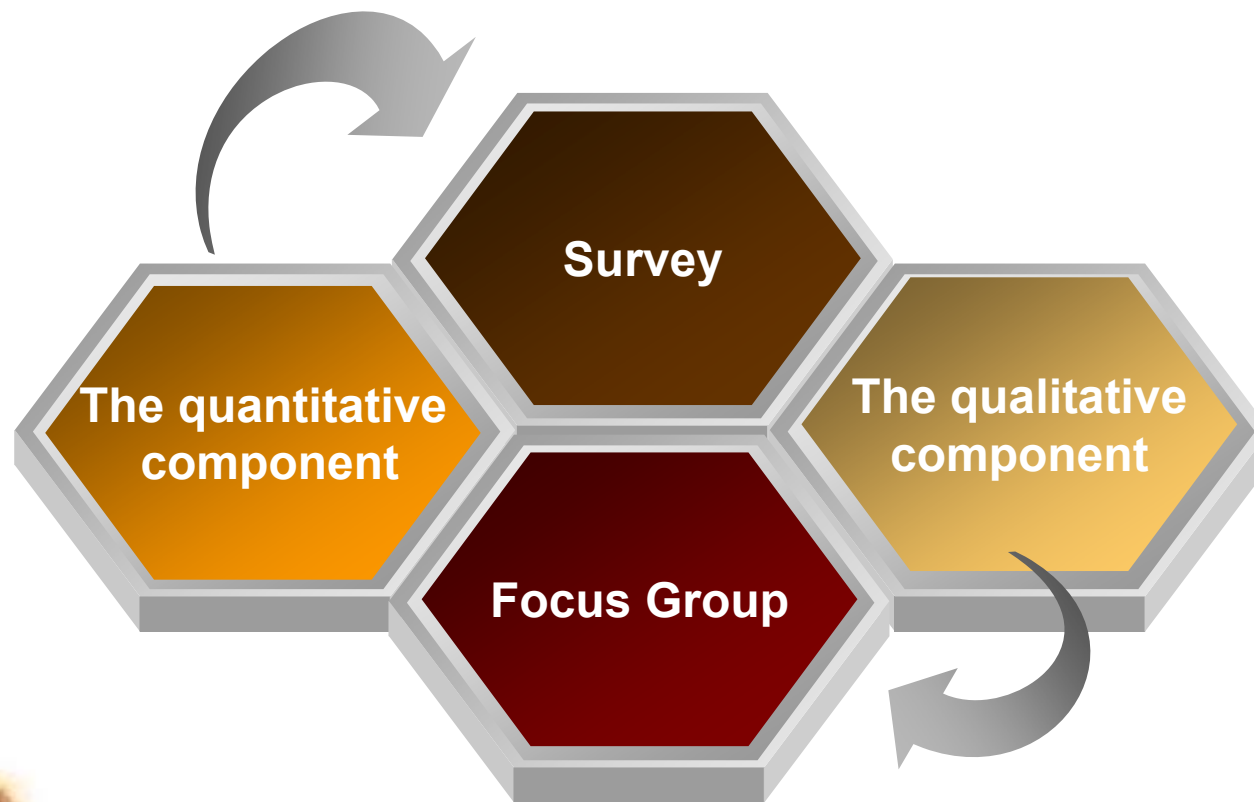 Survey
The quantitative
component
The qualitative
component
Focus Group